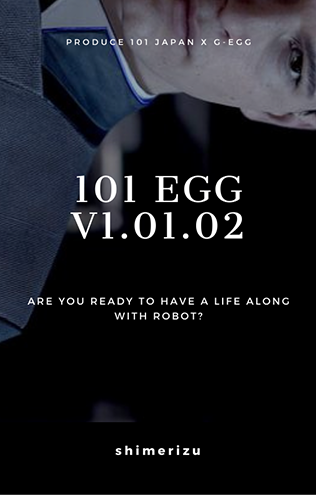 PRODUCE 101 JAPAN X G-EGG
101 EGG
V1.01.02
ARE YOU READY TO HAVE A LIFE ALONG
WITH ROBOT?
shimerizu